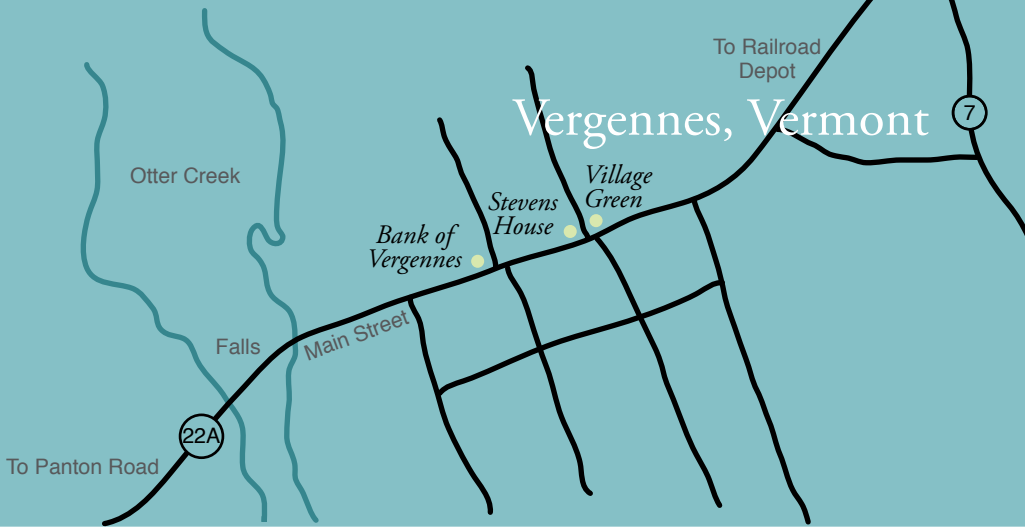 To Railroad
Depot
Vergennes, Vermont
7
Otter Creek
Village
Green
Stevens
House
Bank of
Vergennes
Main Street
Falls
22A
To Panton Road